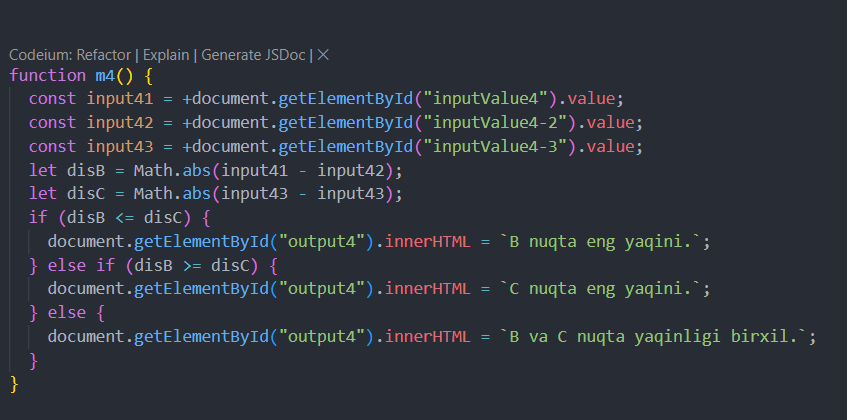 Codeium: Refactor | Explain | Generate JSDoc | ×
function m4() {
  const input41 = +document.getElementById("inputValue4").value;
  const input42 = +document.getElementById("inputValue4-2").value;
  const input43 = +document.getElementById("inputValue4-3").value;
  let disB = Math.abs(input41 - input42);
  let disC = Math.abs(input43 - input43);
  if (disB <= disC) {
    document.getElementById("output4").innerHTML = `B nuqta eng yaqini.`;
  } else if (disB >= disC) {
    document.getElementById("output4").innerHTML = `C nuqta eng yaqini.`;
  } else {
    document.getElementById("output4").innerHTML = `B va C nuqta yaqinligi birxil.`;
  }
}